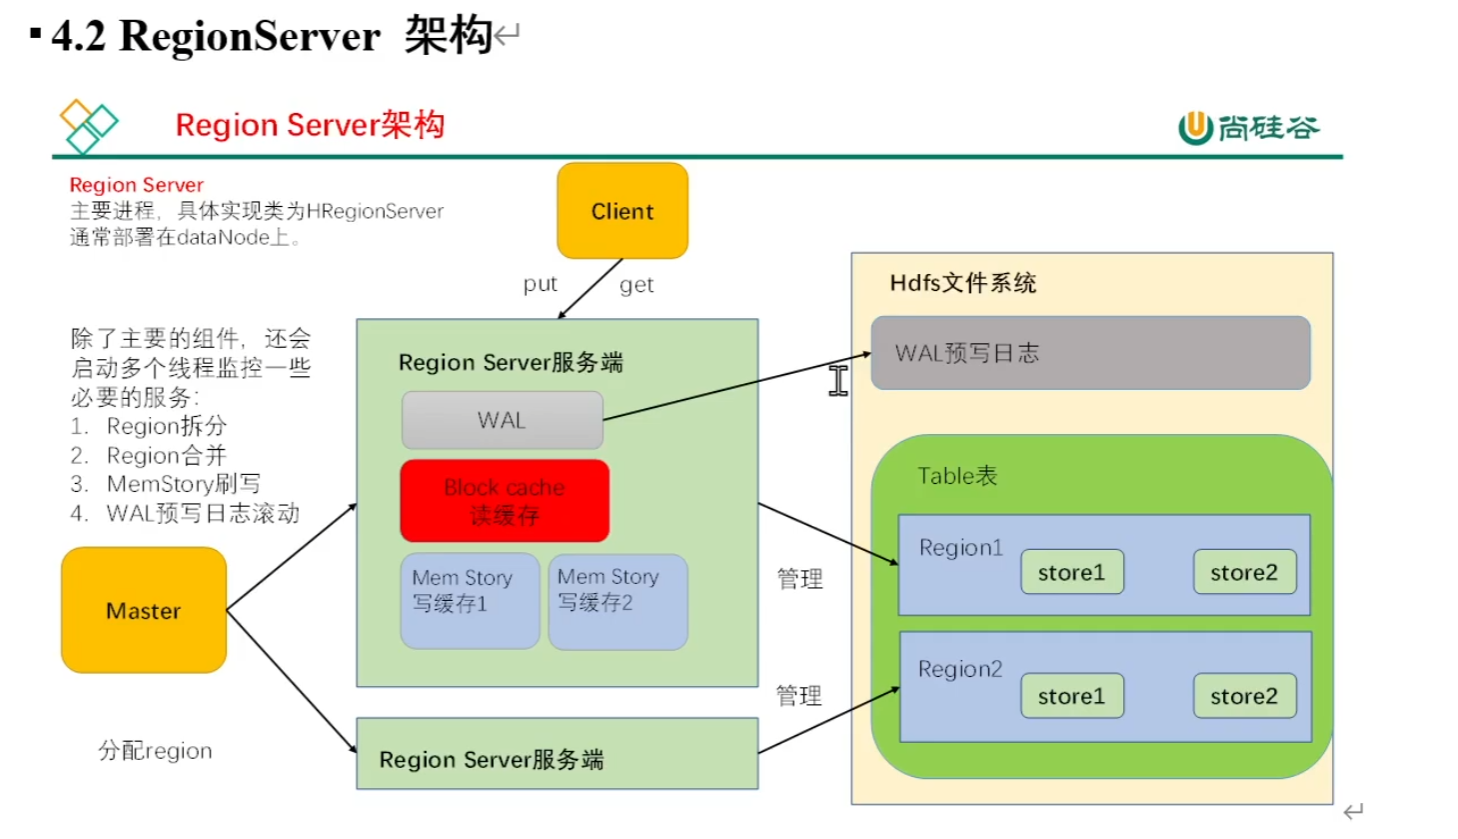 ▪4.2 RegionServer 架构↵
Region Server架构
尚硅谷
Region Server
主要进程，具体实现类为HRegionServer
通常部署在dataNode上。
Client
put
get
Hdfs文件系统
WAL预写日志
除了主要的组件，还会
启动多个线程监控一些
必要的服务：
1. Region拆分
2. Region合并
3. MemStory刷写
4. WAL预写日志滚动
Region Server服务端
WAL
Block cache
读缓存
Mem Story
写缓存1
Mem Story
写缓存2
Table表
Region1
store1
store2
管理
Region2
store1
store2
管理
Master
分配region
Region Server服务端
↵